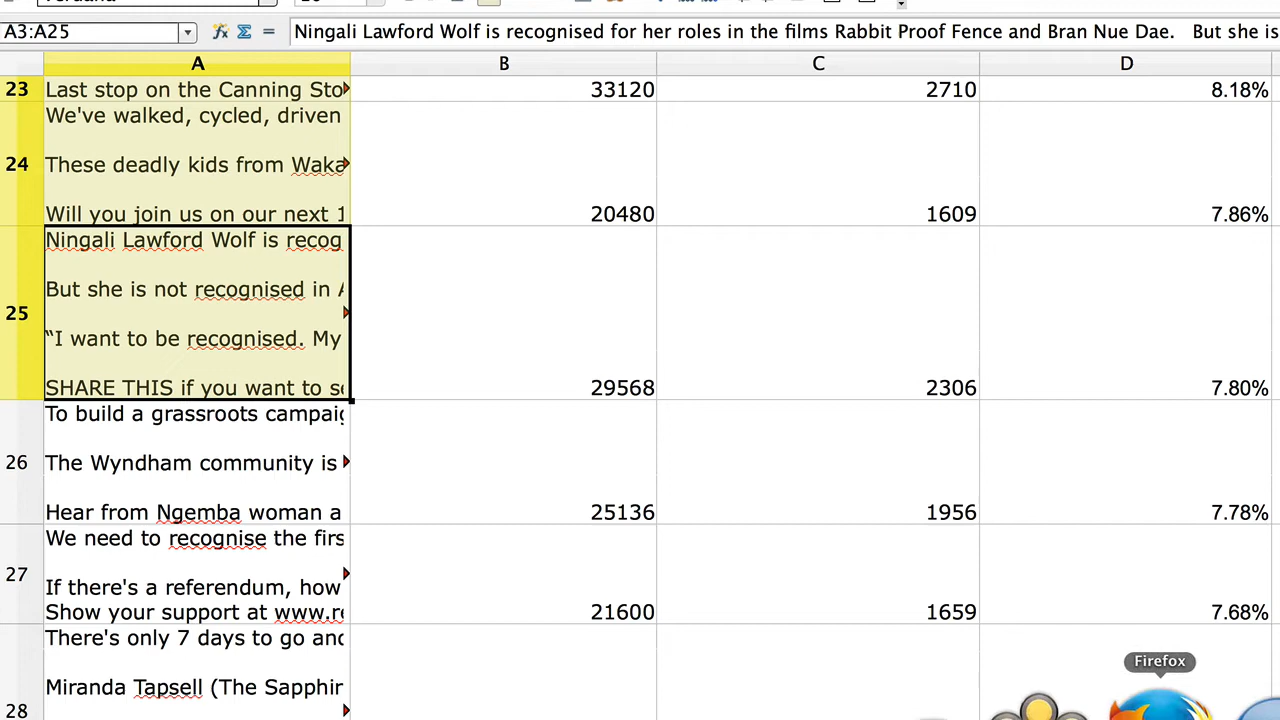 A3:A25 Ningali Lawford Wolf is recognised for her roles in the films Rabbit Proof Fence and Bran Nue Dae. But she is
A B C D
23 Last stop on the Canning Sto 33120 2710 8.18%
We've walked, cycled, driven
24 These deadly kids from Waka
Will you join us on our next 1 20480 1609 7.86%
Ningali Lawford Wolf is recog
But she is not recognised in A
25
“I want to be recognised. My
SHARE THIS if you want to se 29568 2306 7.80%
To build a grassroots campaig
26 The Wyndham community is
Hear from Ngemba woman a 25136 1956 7.78%
We need to recognise the firs
27
If there's a referendum, how
Show your support at www.re 21600 1659 7.68%
There's only 7 days to go and
Firefox
Miranda Tapsell (The Sapphir
28